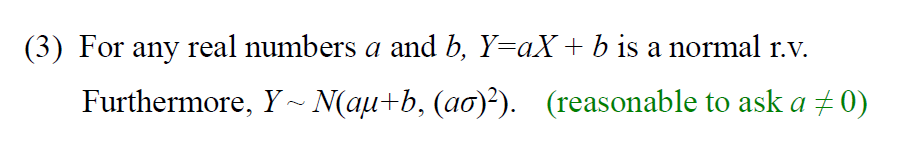 (3) For any real numbers a and b, Y=aX + b is a normal r.v.
Furthermore, Y ~ N(aμ+b, (aσ)²). (reasonable to ask a ≠ 0)